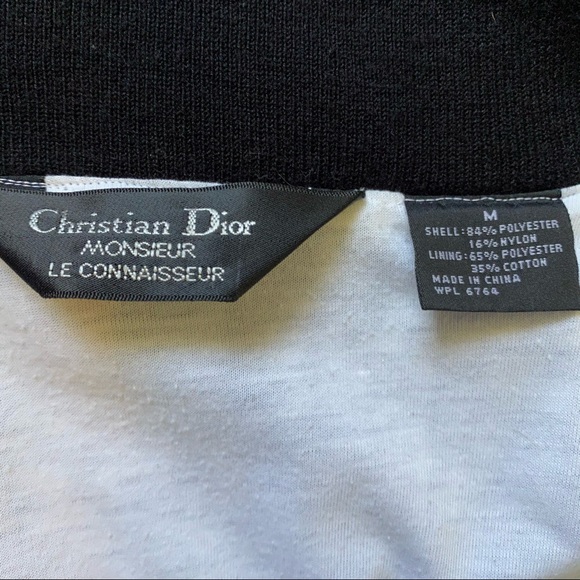 Christian Dior
MONSIEUR
LE CONNAISSEUR
M
SHELL: 84% POLYESTER
16% NYLON
LINING: 65% POLYESTER
35% COTTON
MADE IN CHINA
WPL 6764